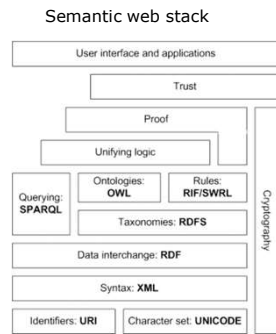 Semantic web stack
User interface and applications
Trust
Proof
Unifying logic
Querying:
SPARQL
Ontologies:
OWL
Rules:
RIF/SWRL
Taxonomies: RDFS
Cryptography
Data interchange: RDF
Syntax: XML
Identifiers: URI
Character set: UNICODE